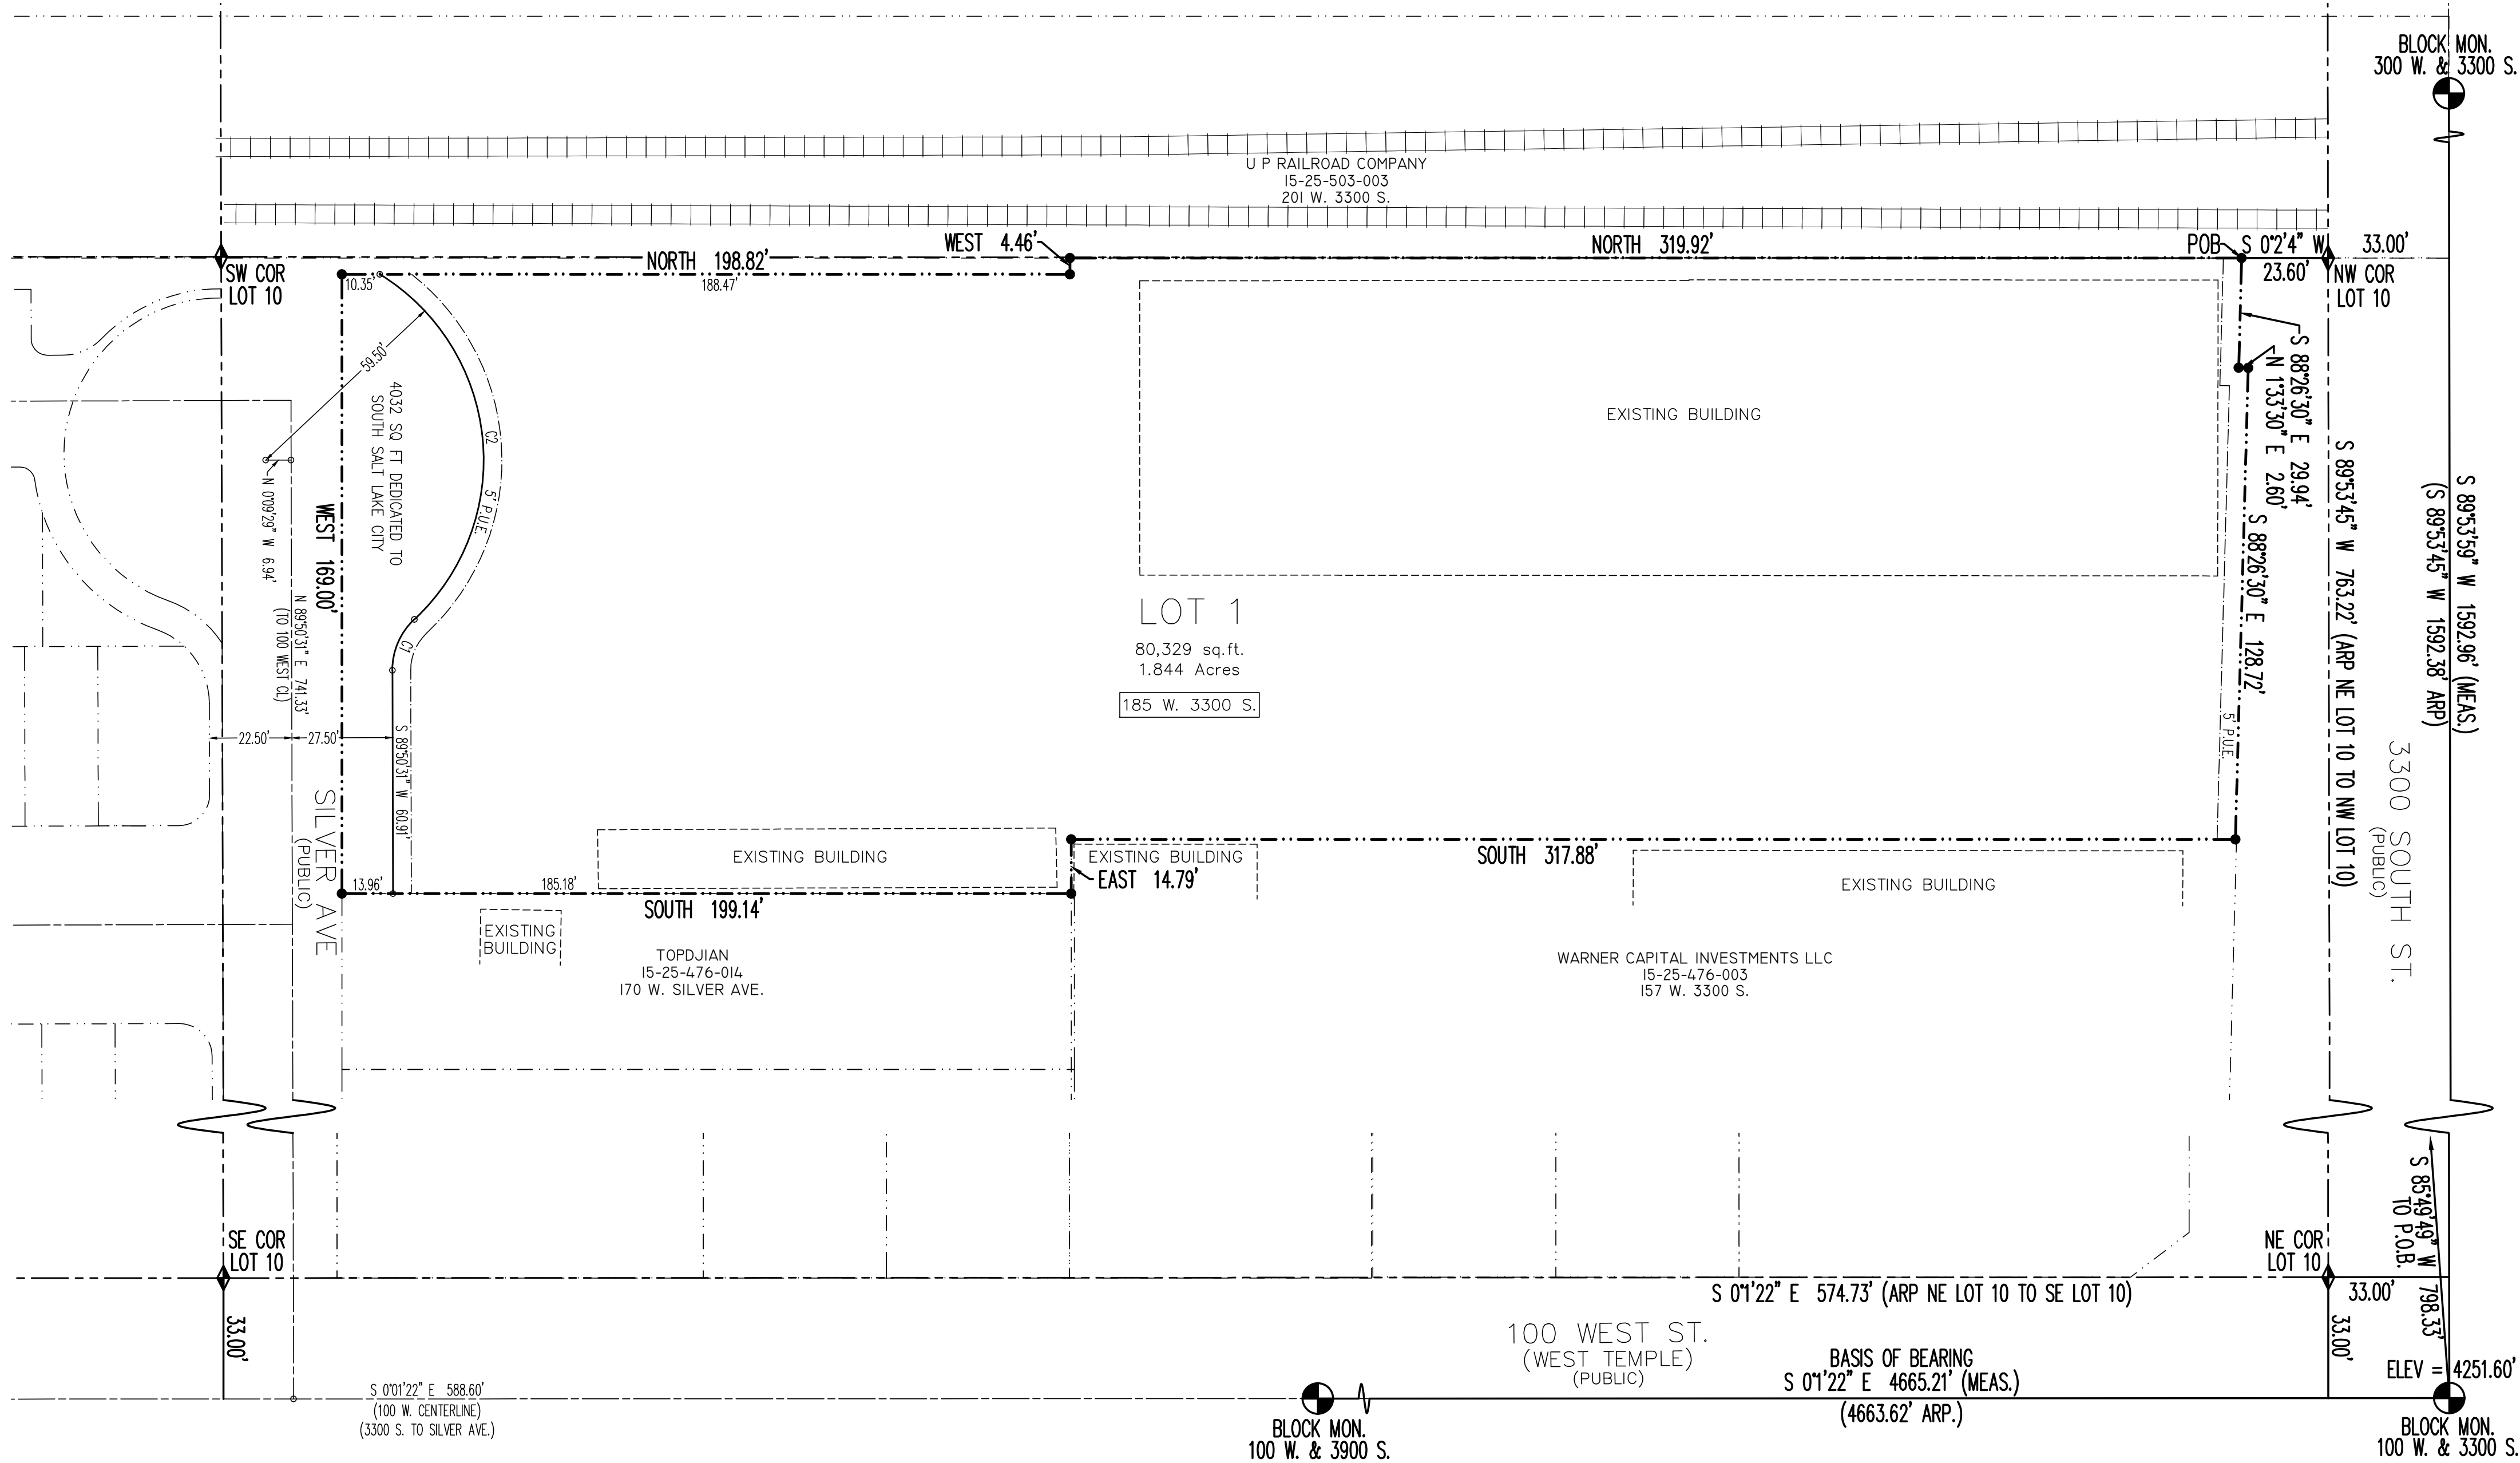 BLOCK MON.
300 W. & 3300 S.
U P RAILROAD COMPANY
15-25-503-003
201 W. 3300 S.
WEST 4.46'
NORTH 319.92'
POB
S 0°2'4" W
33.00'
23.60'
NW COR
LOT 10
NORTH 198.82'
SW COR
LOT 10
10.35'
188.47'
59.50'
4032 SQ FT DEDICATED TO
SOUTH SALT LAKE CITY
C2
5' P.U.E.
C1
N 0°09'29" W 6.94'
WEST 169.00'
N 89°50'31" E 741.33'
(TO 100 WEST CL)
22.50'
27.50'
S 89°50'31" W 60.91'
SILVER AVE
(PUBLIC)
EXISTING BUILDING
LOT 1
80,329 sq.ft.
1.844 Acres
185 W. 3300 S.
S 88°26'30" E 29.94'
N 1°33'30" E 2.60'
S 88°26'30" E 128.72'
5' P.U.E.
S 89°53'45" W 763.22' (ARP NE LOT 10 TO NW LOT 10)
S 89°53'59" W 1592.96' (MEAS.)
(S 89°53'45" W 1592.38' ARP)
3300 SOUTH ST.
(PUBLIC)
EXISTING BUILDING
EXISTING BUILDING
EAST 14.79'
SOUTH 317.88'
EXISTING BUILDING
13.96'
185.18'
SOUTH 199.14'
EXISTING
BUILDING
TOPDJIAN
15-25-476-014
170 W. SILVER AVE.
WARNER CAPITAL INVESTMENTS LLC
15-25-476-003
157 W. 3300 S.
S 85°49'49" W 798.33'
TO P.O.B.
SE COR
LOT 10
NE COR
LOT 10
S 0°1'22" E 574.73' (ARP NE LOT 10 TO SE LOT 10)
33.00'
33.00'
33.00'
100 WEST ST.
(WEST TEMPLE)
(PUBLIC)
BASIS OF BEARING
S 0°1'22" E 4665.21' (MEAS.)
(4663.62' ARP.)
ELEV = 4251.60'
S 0°01'22" E 588.60'
(100 W. CENTERLINE)
(3300 S. TO SILVER AVE.)
BLOCK MON.
100 W. & 3900 S.
BLOCK MON.
100 W. & 3300 S.